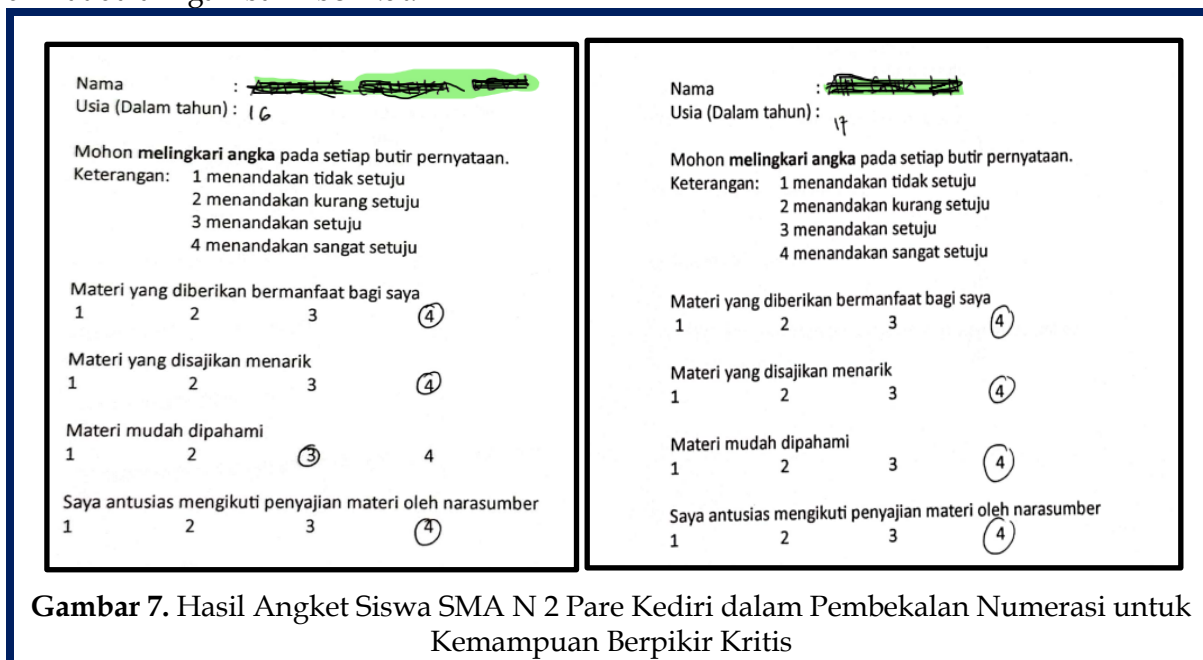 Nama :
Usia (Dalam tahun) : 16
Mohon melingkari angka pada setiap butir pernyataan.
Keterangan: 1 menandakan tidak setuju
2 menandakan kurang setuju
3 menandakan setuju
4 menandakan sangat setuju
Materi yang diberikan bermanfaat bagi saya
1 2 3 4
Materi yang disajikan menarik
1 2 3 4
Materi mudah dipahami
1 2 3 4
Saya antusias mengikuti penyajian materi oleh narasumber
1 2 3 4
Nama :
Usia (Dalam tahun) : 17
Mohon melingkari angka pada setiap butir pernyataan.
Keterangan: 1 menandakan tidak setuju
2 menandakan kurang setuju
3 menandakan setuju
4 menandakan sangat setuju
Materi yang diberikan bermanfaat bagi saya
1 2 3 4
Materi yang disajikan menarik
1 2 3 4
Materi mudah dipahami
1 2 3 4
Saya antusias mengikuti penyajian materi oleh narasumber
1 2 3 4
Gambar 7. Hasil Angket Siswa SMA N 2 Pare Kediri dalam Pembekalan Numerasi untuk
Kemampuan Berpikir Kritis